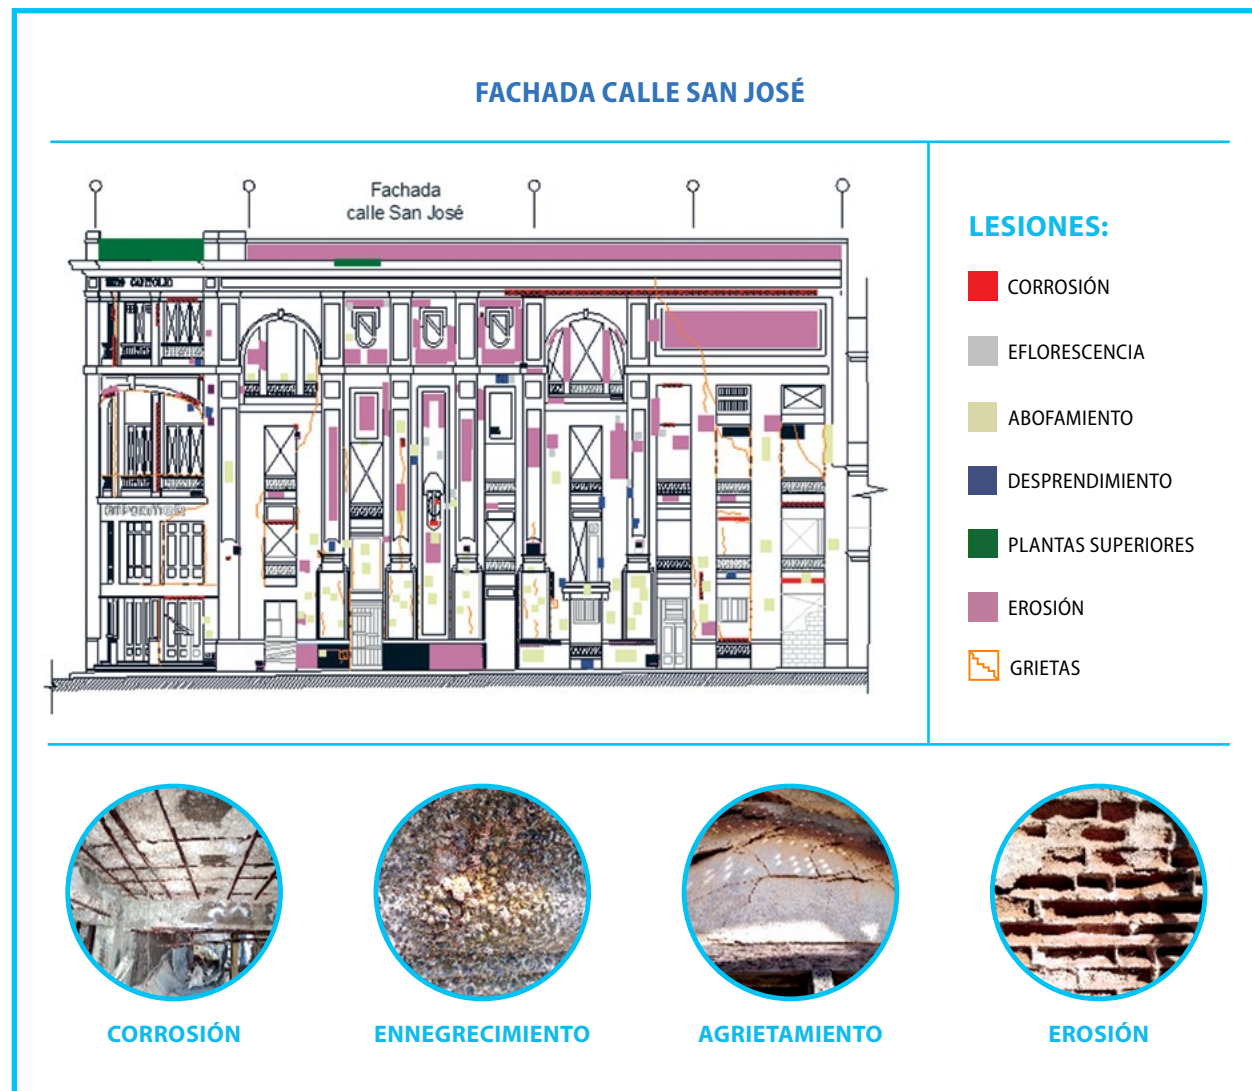 FACHADA CALLE SAN JOSÉ
Fachada
calle San José
LESIONES:
CORROSIÓN
EFLORESCENCIA
ABOFAMIENTO
DESPRENDIMIENTO
PLANTAS SUPERIORES
EROSIÓN
GRIETAS
CAPITOLIO
CORROSIÓN
ENNEGRECIMIENTO
AGRIETAMIENTO
EROSIÓN